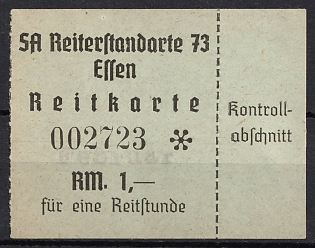 SA Reiterstandarte 73
Essen
Reitkarte
002723 *
RM. 1,—
für eine Reitstunde
Kontroll-
abschnitt